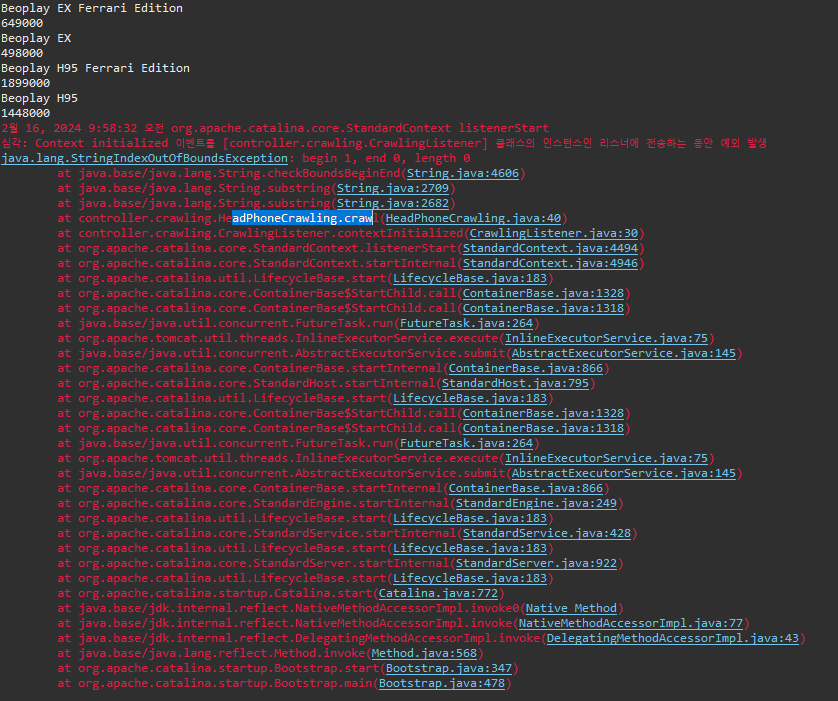 Beoplay EX Ferrari Edition
649000
Beoplay EX
498000
Beoplay H95 Ferrari Edition
1899000
Beoplay H95
1448000
2월 16, 2024 9:58:32 오전 org.apache.catalina.core.StandardContext listenerStart
심각: Context initialized 이벤트를 [controller.crawling.CrawlingListener] 클래스의 인스턴스인 리스너에 전송하는 동안 예외 발생
java.lang.StringIndexOutOfBoundsException: begin 1, end 0, length 0
at java.base/java.lang.String.checkBoundsBeginEnd(String.java:4606)
at java.base/java.lang.String.substring(String.java:2709)
at java.base/java.lang.String.substring(String.java:2682)
at controller.crawling.HeadPhoneCrawling.crawl(HeadPhoneCrawling.java:40)
at controller.crawling.CrawlingListener.contextInitialized(CrawlingListener.java:30)
at org.apache.catalina.core.StandardContext.listenerStart(StandardContext.java:4494)
at org.apache.catalina.core.StandardContext.startInternal(StandardContext.java:4946)
at org.apache.catalina.util.LifecycleBase.start(LifecycleBase.java:183)
at org.apache.catalina.core.ContainerBase$StartChild.call(ContainerBase.java:1328)
at org.apache.catalina.core.ContainerBase$StartChild.call(ContainerBase.java:1318)
at java.base/java.util.concurrent.FutureTask.run(FutureTask.java:264)
at org.apache.tomcat.util.threads.InlineExecutorService.execute(InlineExecutorService.java:75)
at java.base/java.util.concurrent.AbstractExecutorService.submit(AbstractExecutorService.java:145)
at org.apache.catalina.core.ContainerBase.startInternal(ContainerBase.java:866)
at org.apache.catalina.core.StandardHost.startInternal(StandardHost.java:795)
at org.apache.catalina.util.LifecycleBase.start(LifecycleBase.java:183)
at org.apache.catalina.core.ContainerBase$StartChild.call(ContainerBase.java:1328)
at org.apache.catalina.core.ContainerBase$StartChild.call(ContainerBase.java:1318)
at java.base/java.util.concurrent.FutureTask.run(FutureTask.java:264)
at org.apache.tomcat.util.threads.InlineExecutorService.execute(InlineExecutorService.java:75)
at java.base/java.util.concurrent.AbstractExecutorService.submit(AbstractExecutorService.java:145)
at org.apache.catalina.core.ContainerBase.startInternal(ContainerBase.java:866)
at org.apache.catalina.core.StandardEngine.startInternal(StandardEngine.java:249)
at org.apache.catalina.util.LifecycleBase.start(LifecycleBase.java:183)
at org.apache.catalina.core.StandardService.startInternal(StandardService.java:428)
at org.apache.catalina.util.LifecycleBase.start(LifecycleBase.java:183)
at org.apache.catalina.core.StandardServer.startInternal(StandardServer.java:922)
at org.apache.catalina.util.LifecycleBase.start(LifecycleBase.java:183)
at org.apache.catalina.startup.Catalina.start(Catalina.java:772)
at java.base/jdk.internal.reflect.NativeMethodAccessorImpl.invoke0(Native Method)
at java.base/jdk.internal.reflect.NativeMethodAccessorImpl.invoke(NativeMethodAccessorImpl.java:77)
at java.base/jdk.internal.reflect.DelegatingMethodAccessorImpl.invoke(DelegatingMethodAccessorImpl.java:43)
at java.base/java.lang.reflect.Method.invoke(Method.java:568)
at org.apache.catalina.startup.Bootstrap.start(Bootstrap.java:347)
at org.apache.catalina.startup.Bootstrap.main(Bootstrap.java:478)